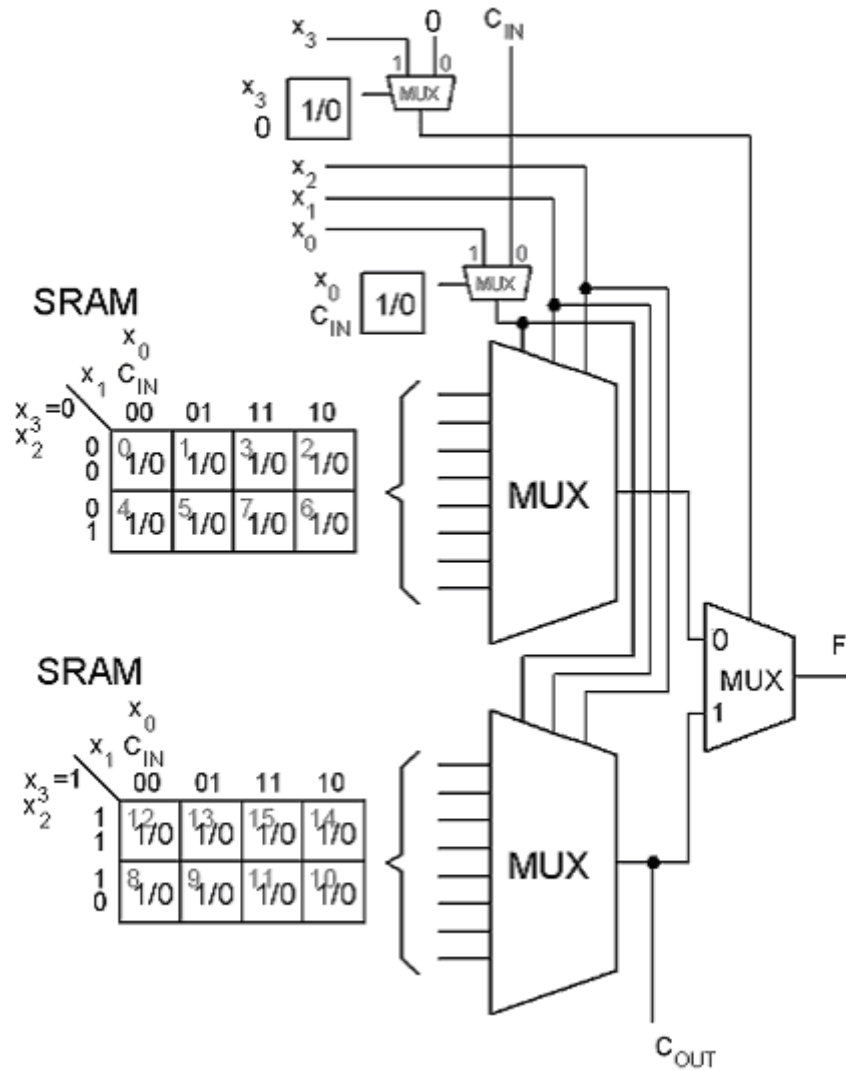 x3 0 CIN
1 0
MUX
x3
0
1/0
x2
x1
x0
1 0
MUX
x0
CIN
1/0
SRAM
x0
x1 CIN
x3=0
x2
00 01 11 10
0
0
0 1/0 1 1/0 3 1/0 2 1/0
0
1
4 1/0 5 1/0 7 1/0 6 1/0
MUX
0
MUX
1
F
SRAM
x0
x1 CIN
x3=1
x2
00 01 11 10
1
1
12 1/0 13 1/0 15 1/0 14 1/0
1
0
8 1/0 9 1/0 11 1/0 10 1/0
MUX
COUT